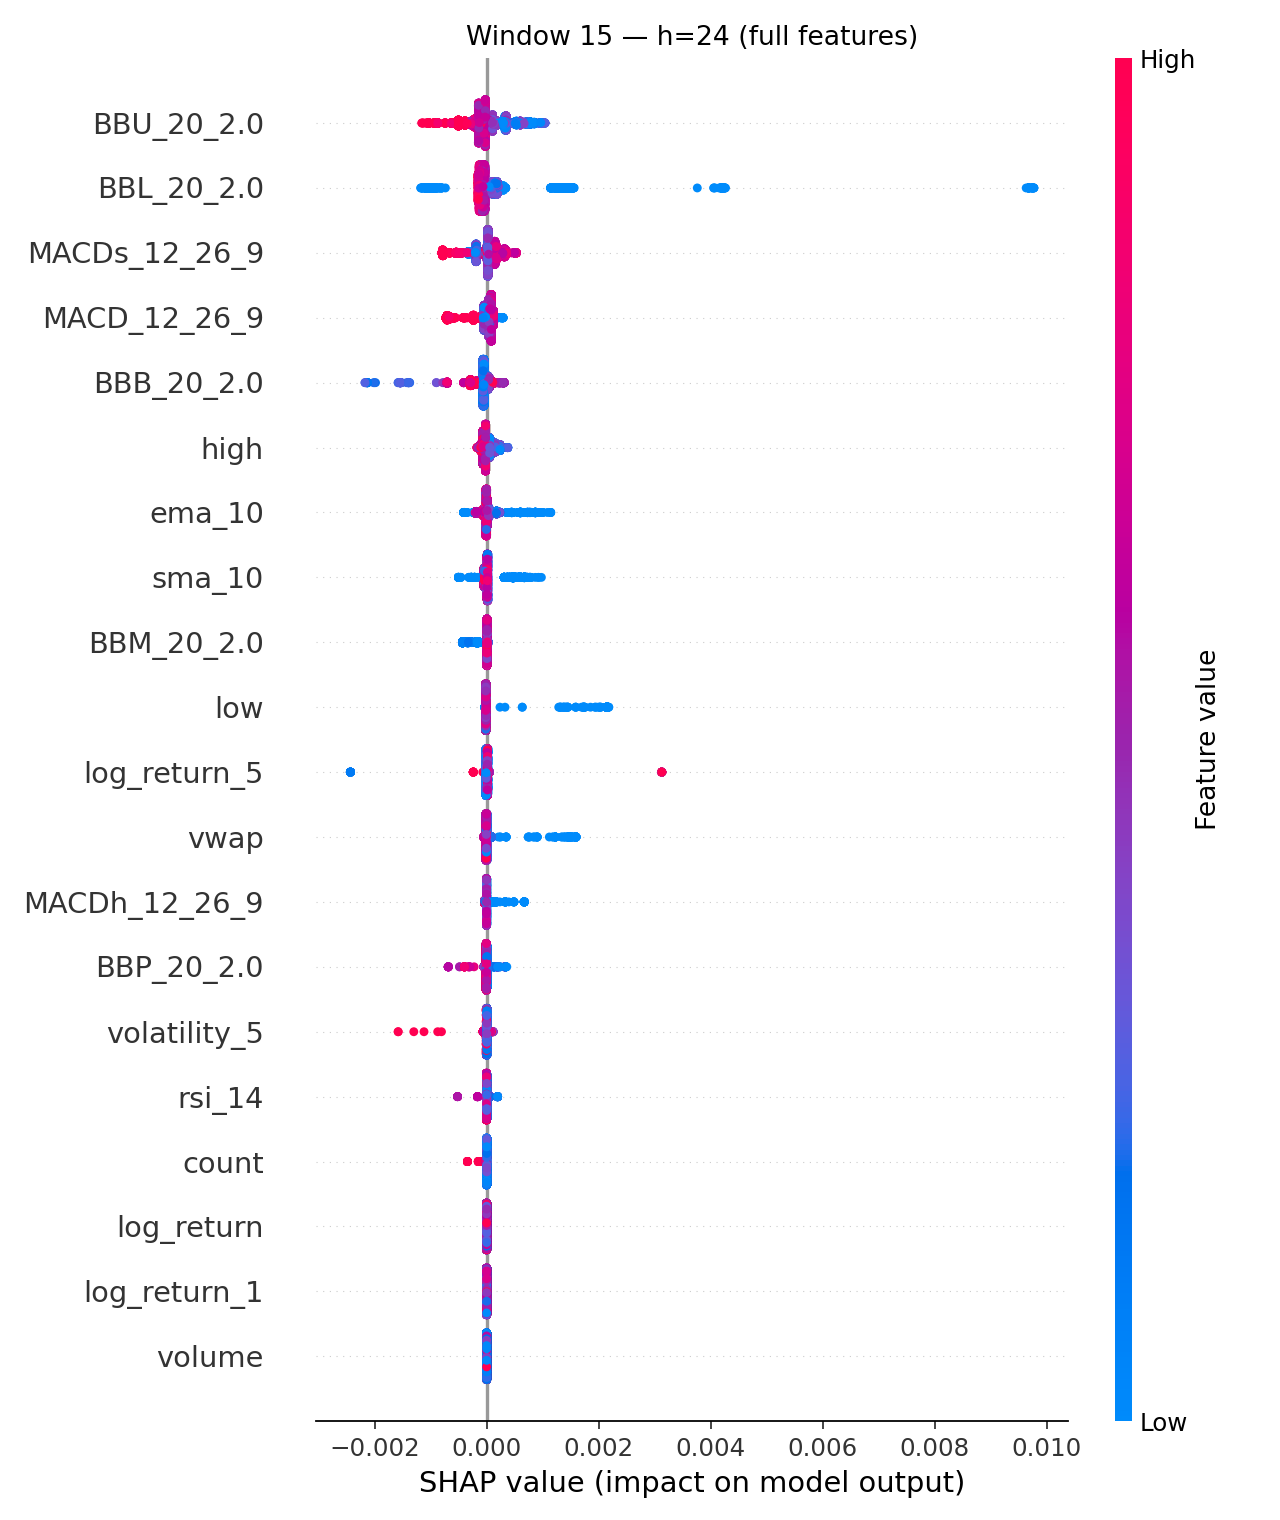 Window 15 — h=24 (full features)
High
BBU_20_2.0
BBL_20_2.0
MACDs_12_26_9
MACD_12_26_9
BBB_20_2.0
high
ema_10
sma_10
BBM_20_2.0
low
log_return_5
vwap
MACDh_12_26_9
BBP_20_2.0
volatility_5
rsi_14
count
log_return
log_return_1
volume
Feature value
Low
−0.002 0.000 0.002 0.004 0.006 0.008 0.010
SHAP value (impact on model output)